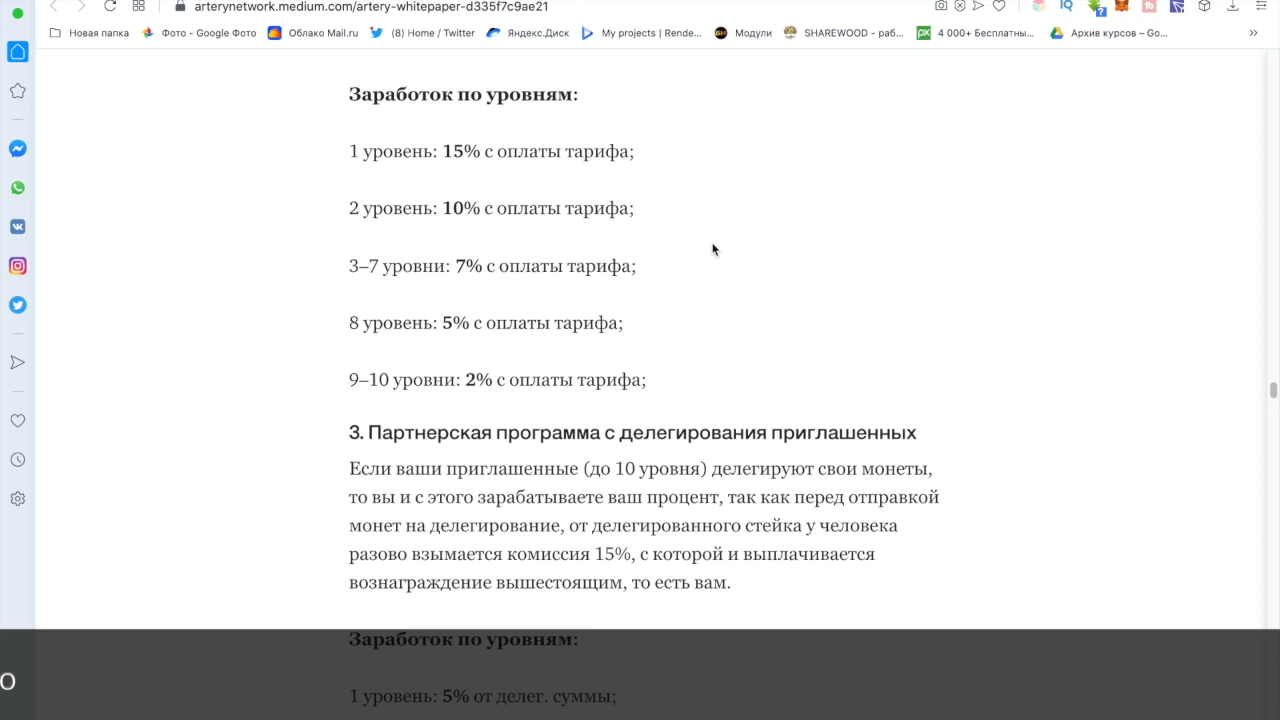 arterynetwork.medium.com/artery-whitepaper-d335f7c9ae21
Новая папка
Фото - Google Фото
Облако Mail.ru
(8) Home / Twitter
Яндекс.Диск
My projects | Rende...
Модули
SHAREWOOD - раб...
4 000+ Бесплатны...
Архив курсов – Go...
Заработок по уровням:
1 уровень: 15% с оплаты тарифа;
2 уровень: 10% с оплаты тарифа;
3–7 уровни: 7% с оплаты тарифа;
8 уровень: 5% с оплаты тарифа;
9–10 уровни: 2% с оплаты тарифа;
3. Партнерская программа с делегирования приглашенных
Если ваши приглашенные (до 10 уровня) делегируют свои монеты,
то вы и с этого зарабатываете ваш процент, так как перед отправкой
монет на делегирование, от делегированного стейка у человека
разово взымается комиссия 15%, с которой и выплачивается
вознаграждение вышестоящим, то есть вам.
Заработок по уровням:
о
1 уровень: 5% от делег. суммы;